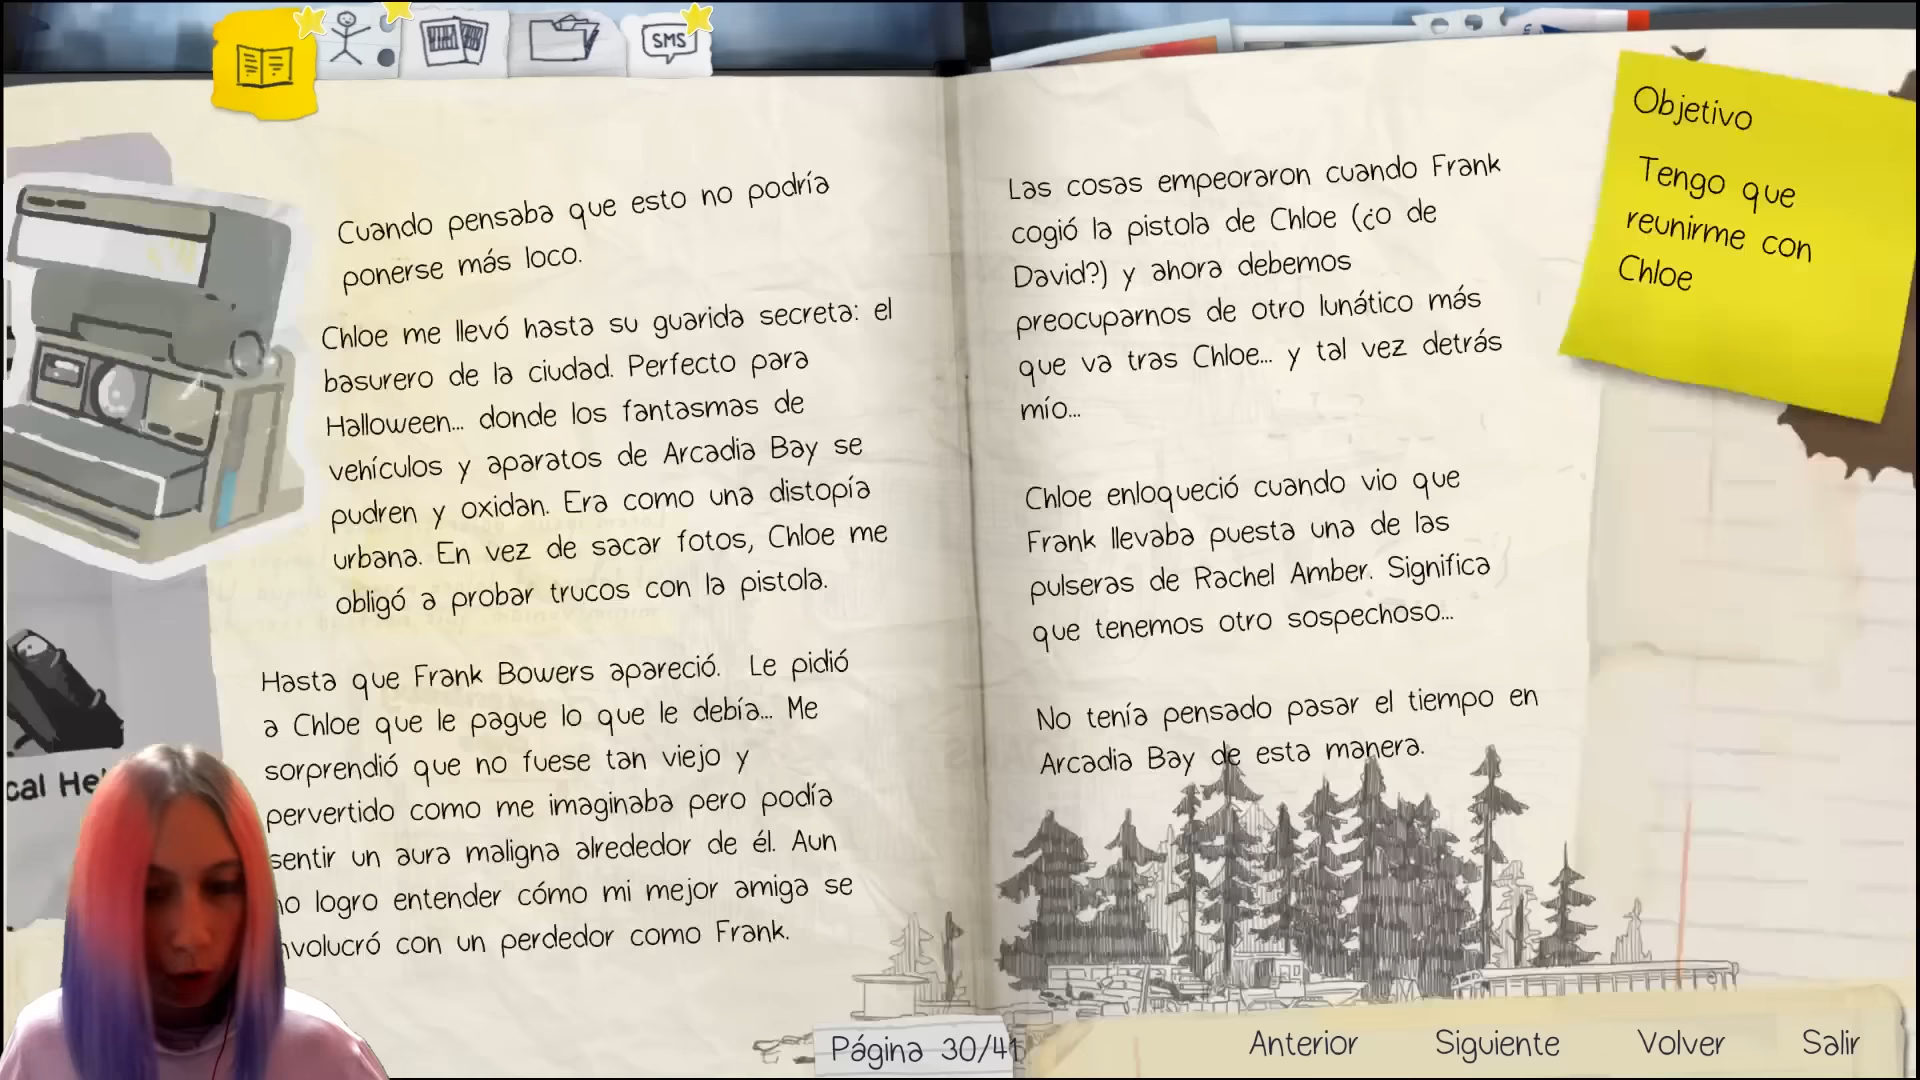 SMS
Cuando pensaba que esto no podría
ponerse más loco.
Chloe me llevó hasta su guarida secreta: el
basurero de la ciudad. Perfecto para
Halloween... donde los fantasmas de
vehículos y aparatos de Arcadia Bay se
pudren y oxidan. Era como una distopía
urbana. En vez de sacar fotos, Chloe me
obligó a probar trucos con la pistola.
Hasta que Frank Bowers apareció. Le pidió
a Chloe que le pague lo que le debía... Me
sorprendió que no fuese tan viejo y
pervertido como me imaginaba pero podía
sentir un aura maligna alrededor de él. Aun
logro entender cómo mi mejor amiga se
con un perdedor como Frank.
Las cosas empeoraron cuando Frank
cogió la pistola de Chloe (¿o de
David?) y ahora debemos
preocuparnos de otro lunático más
que va tras Chloe... y tal vez detrás
mío...
Chloe enloqueció cuando vio que
Frank llevaba puesta una de las
pulseras de Rachel Amber. Significa
que tenemos otro sospechoso...
No tenía pensado pasar el tiempo en
Arcadia Bay de esta manera.
Objetivo
Tengo que
reunirme con
Chloe
Página 30/41
Anterior Siguiente Volver Salir